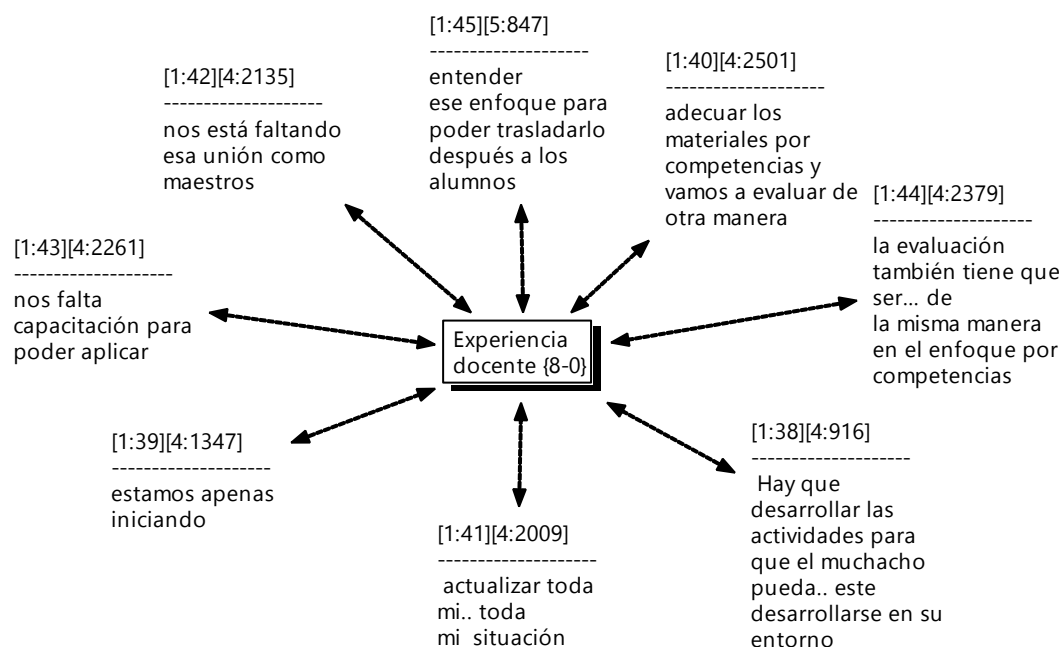 [1:45][5:847]
--------------------
entender
ese enfoque para
poder trasladarlo
después a los
alumnos
[1:42][4:2135]
--------------------
nos está faltando
esa unión como
maestros
[1:40][4:2501]
--------------------
adecuar los
materiales por
competencias y
vamos a evaluar de
otra manera
[1:44][4:2379]
--------------------
la evaluación
también tiene que
ser... de
la misma manera
en el enfoque por
competencias
[1:43][4:2261]
--------------------
nos falta
capacitación para
poder aplicar
Experiencia
docente {8-0}
[1:39][4:1347]
--------------------
estamos apenas
iniciando
[1:38][4:916]
--------------------
Hay que
desarrollar las
actividades para
que el muchacho
pueda.. este
desarrollarse en su
entorno
[1:41][4:2009]
--------------------
actualizar toda
mi.. toda
mi situación